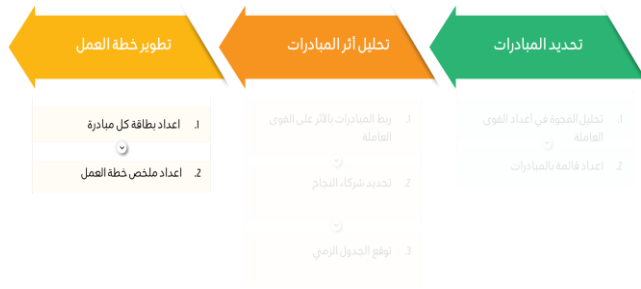 تحديد المبادرات
تحليل أثر المبادرات
تطوير خطة العمل
1. تحليل الفجوة في أعداد القوى
العاملة
2. اعداد قائمة بالمبادرات
1. ربط المبادرات بالأثر على القوى
العاملة
2. تحديد شركاء النجاح
3. توقع الجدول الزمني
1. اعداد بطاقة كل مبادرة
2. اعداد ملخص خطة العمل